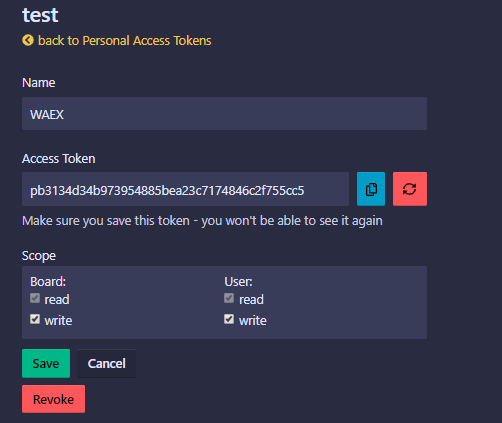 test
back to Personal Access Tokens
Name
WAEX
Access Token
pb3134d34b973954885bea23c7174846c2f755cc5
Make sure you save this token - you won't be able to see it again
Scope
Board: User:
read read
write write
Save Cancel
Revoke